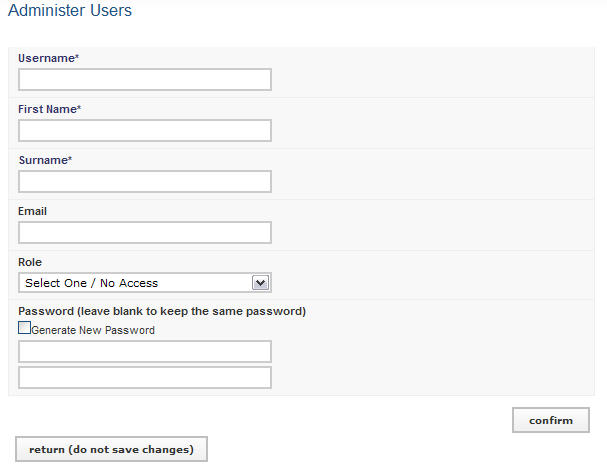 Administer Users
Username*
First Name*
Surname*
Email
Role
Select One / No Access
Password (leave blank to keep the same password)
Generate New Password
confirm
return (do not save changes)